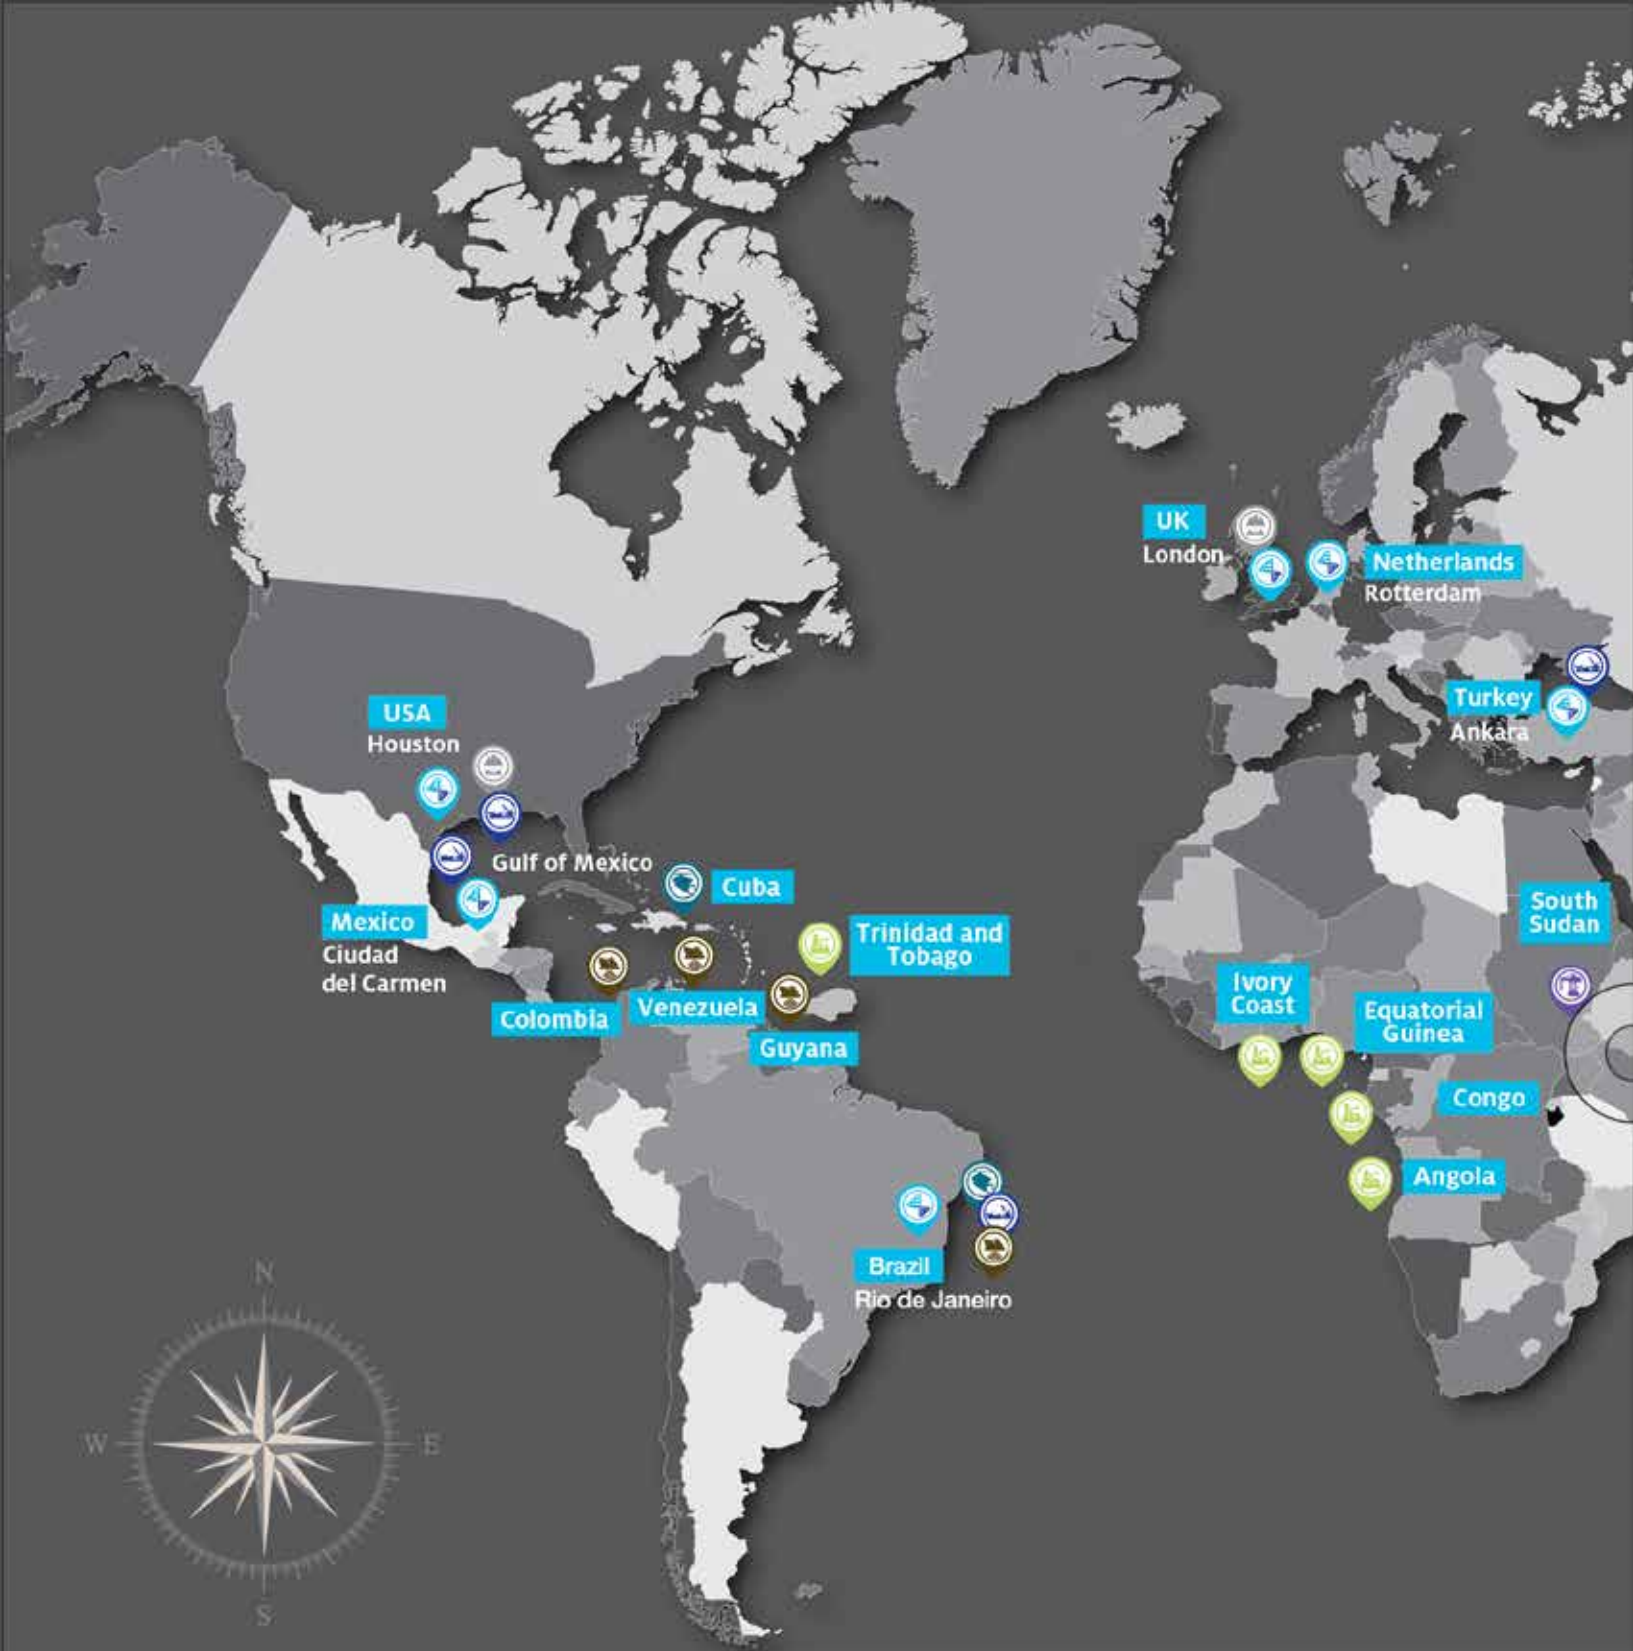 UK
London
Netherlands
Rotterdam
Turkey
Ankara
USA
Houston
Gulf of Mexico
Cuba
Mexico
Ciudad
del Carmen
Trinidad and
Tobago
South
Sudan
Colombia
Venezuela
Guyana
Ivory
Coast
Equatorial
Guinea
Congo
Angola
Brazil
Rio de Janeiro
N
W
E
S